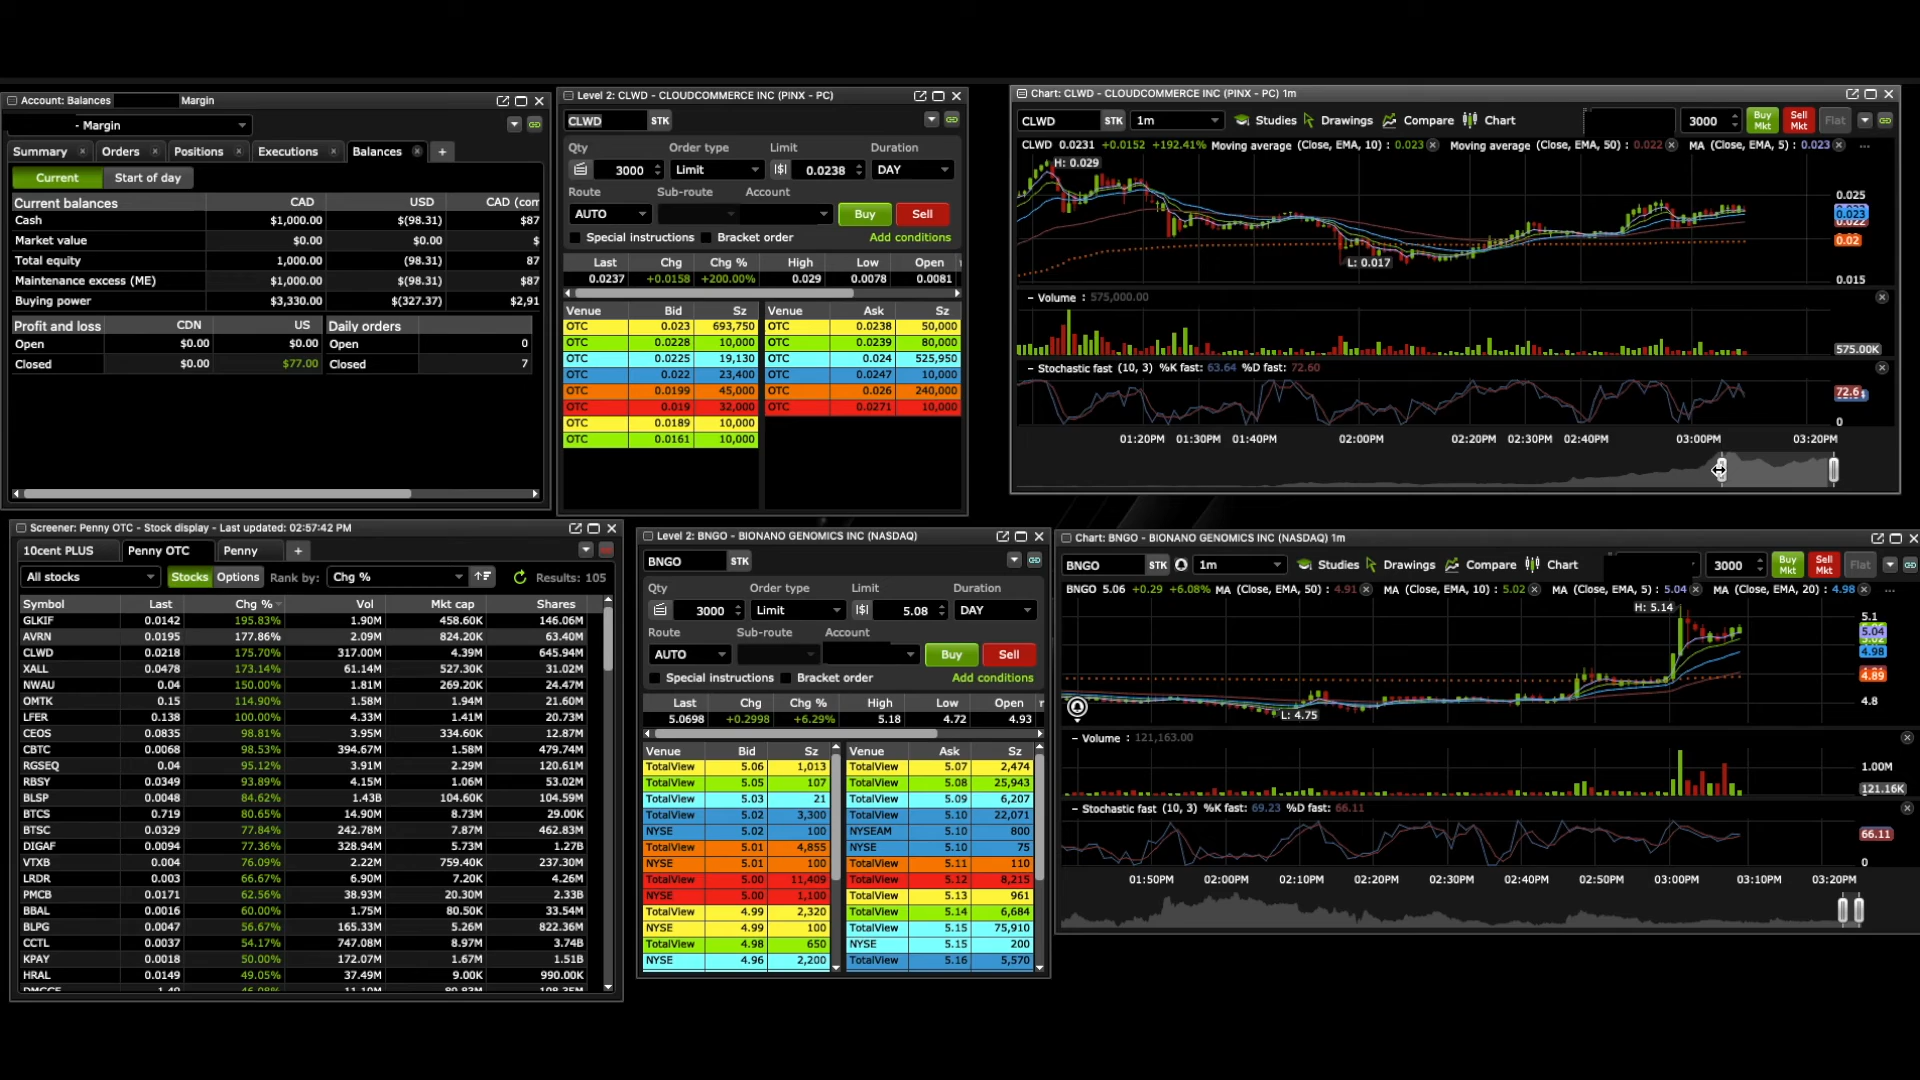 Account: Balances Margin
- Margin
Summary Orders Positions Executions Balances +
Current Start of day
Current balances CAD USD CAD (com
Cash $1,000.00 $(98.31) $87
Market value $0.00 $0.00 $
Total equity 1,000.00 (98.31) 87
Maintenance excess (ME) $1,000.00 $(98.31) $87
Buying power $3,330.00 $(327.37) $2,91
Profit and loss CDN US Daily orders
Open $0.00 $0.00 Open 0
Closed $0.00 $77.00 Closed 7
Level 2: CLWD - CLOUDCOMMERCE INC (PINX - PC)
CLWD STK
Qty Order type Limit Duration
3000 Limit |$| 0.0238 DAY
Route Sub-route Account
AUTO Buy Sell
Special instructions Bracket order Add conditions
Last Chg Chg % High Low Open
0.0237 +0.0158 +200.00% 0.029 0.0078 0.0081
Venue Bid Sz Venue Ask Sz
OTC 0.023 693,750 OTC 0.0238 50,000
OTC 0.0228 10,000 OTC 0.0239 80,000
OTC 0.0225 19,130 OTC 0.024 525,950
OTC 0.022 23,400 OTC 0.0247 10,000
OTC 0.0199 45,000 OTC 0.026 240,000
OTC 0.019 32,000 OTC 0.0271 10,000
OTC 0.0189 10,000
OTC 0.0161 10,000
Chart: CLWD - CLOUDCOMMERCE INC (PINX - PC) 1m
CLWD STK 1m Studies Drawings Compare Chart 3000 Buy Mkt Sell Mkt Flat
CLWD 0.0231 +0.0152 +192.41% Moving average (Close, EMA, 10) : 0.023 Moving average (Close, EMA, 50) : 0.022 MA (Close, EMA, 5) : 0.023 ...
H: 0.029
0.025
0.023
0.022
0.02
L: 0.017
0.015
– Volume : 575,000.00
575.00K
– Stochastic fast (10, 3) %K fast: 63.64 %D fast: 72.60
72.6
0
01:20PM 01:30PM 01:40PM 02:00PM 02:20PM 02:30PM 02:40PM 03:00PM 03:20PM
Screener: Penny OTC - Stock display - Last updated: 02:57:42 PM
10cent PLUS Penny OTC Penny +
All stocks Stocks Options Rank by: Chg % Results: 105
Symbol Last Chg % Vol Mkt cap Shares
GLKIF 0.0142 195.83% 1.90M 458.60K 146.06M
AVRN 0.0195 177.86% 2.09M 824.20K 63.40M
CLWD 0.0218 175.70% 317.00M 4.39M 645.94M
XALL 0.0478 173.14% 61.14M 527.30K 31.02M
NWAU 0.04 150.00% 1.81M 269.20K 24.47M
OMTK 0.15 114.90% 1.58M 1.94M 21.60M
LFER 0.138 100.00% 4.33M 1.41M 20.73M
CEOS 0.0835 98.81% 3.95M 334.60K 12.87M
CBTC 0.0068 98.53% 394.67M 1.58M 479.74M
RGSEQ 0.04 95.12% 3.91M 2.29M 120.61M
RBSY 0.0349 93.89% 4.15M 1.06M 53.02M
BLSP 0.0048 84.62% 1.43B 104.60K 104.59M
BTCS 0.719 80.65% 14.90M 8.73M 29.00K
BTSC 0.0329 77.84% 242.78M 7.87M 462.83M
DIGAF 0.0094 77.36% 328.94M 5.73M 1.27B
VTXB 0.004 76.09% 2.22M 759.40K 237.30M
LRDR 0.003 66.67% 6.90M 7.20K 4.26M
PMCB 0.0171 62.56% 38.93M 20.30M 2.33B
BBAL 0.0016 60.00% 1.75M 80.50K 33.54M
BLPG 0.0047 56.67% 165.33M 5.26M 822.36M
CCTL 0.0037 54.17% 747.08M 8.97M 3.74B
KPAY 0.0018 50.00% 172.07M 1.67M 1.51B
HRAL 0.0149 49.05% 37.49M 9.00K 990.00K
Level 2: BNGO - BIONANO GENOMICS INC (NASDAQ)
BNGO STK
Qty Order type Limit Duration
3000 Limit |$| 5.08 DAY
Route Sub-route Account
AUTO Buy Sell
Special instructions Bracket order Add conditions
Last Chg Chg % High Low Open
5.0698 +0.2998 +6.29% 5.18 4.72 4.93
Venue Bid Sz Venue Ask Sz
TotalView 5.06 1,013 TotalView 5.07 2,474
TotalView 5.05 107 TotalView 5.08 25,943
TotalView 5.03 21 TotalView 5.09 6,207
TotalView 5.02 3,300 TotalView 5.10 22,071
NYSE 5.02 100 NYSEAM 5.10 800
TotalView 5.01 4,855 NYSE 5.10 75
NYSE 5.01 100 TotalView 5.11 110
TotalView 5.00 11,409 TotalView 5.12 8,215
NYSE 5.00 1,100 TotalView 5.13 961
TotalView 4.99 2,320 TotalView 5.14 6,684
NYSE 4.99 100 TotalView 5.15 75,910
TotalView 4.98 650 NYSE 5.15 200
NYSE 4.96 2,200 TotalView 5.16 5,570
Chart: BNGO - BIONANO GENOMICS INC (NASDAQ) 1m
BNGO STK 1m Studies Drawings Compare Chart 3000 Buy Mkt Sell Mkt Flat
BNGO 5.06 +0.29 +6.08% MA (Close, EMA, 50) : 4.91 MA (Close, EMA, 10) : 5.02 MA (Close, EMA, 5) : 5.04 MA (Close, EMA, 20) : 4.98 ...
H: 5.14
5.1
5.04
4.98
4.89
4.8
L: 4.75
– Volume : 121,163.00
1.00M
121.16K
– Stochastic fast (10, 3) %K fast: 69.23 %D fast: 66.11
66.11
0
01:50PM 02:00PM 02:10PM 02:20PM 02:30PM 02:40PM 02:50PM 03:00PM 03:10PM 03:20PM